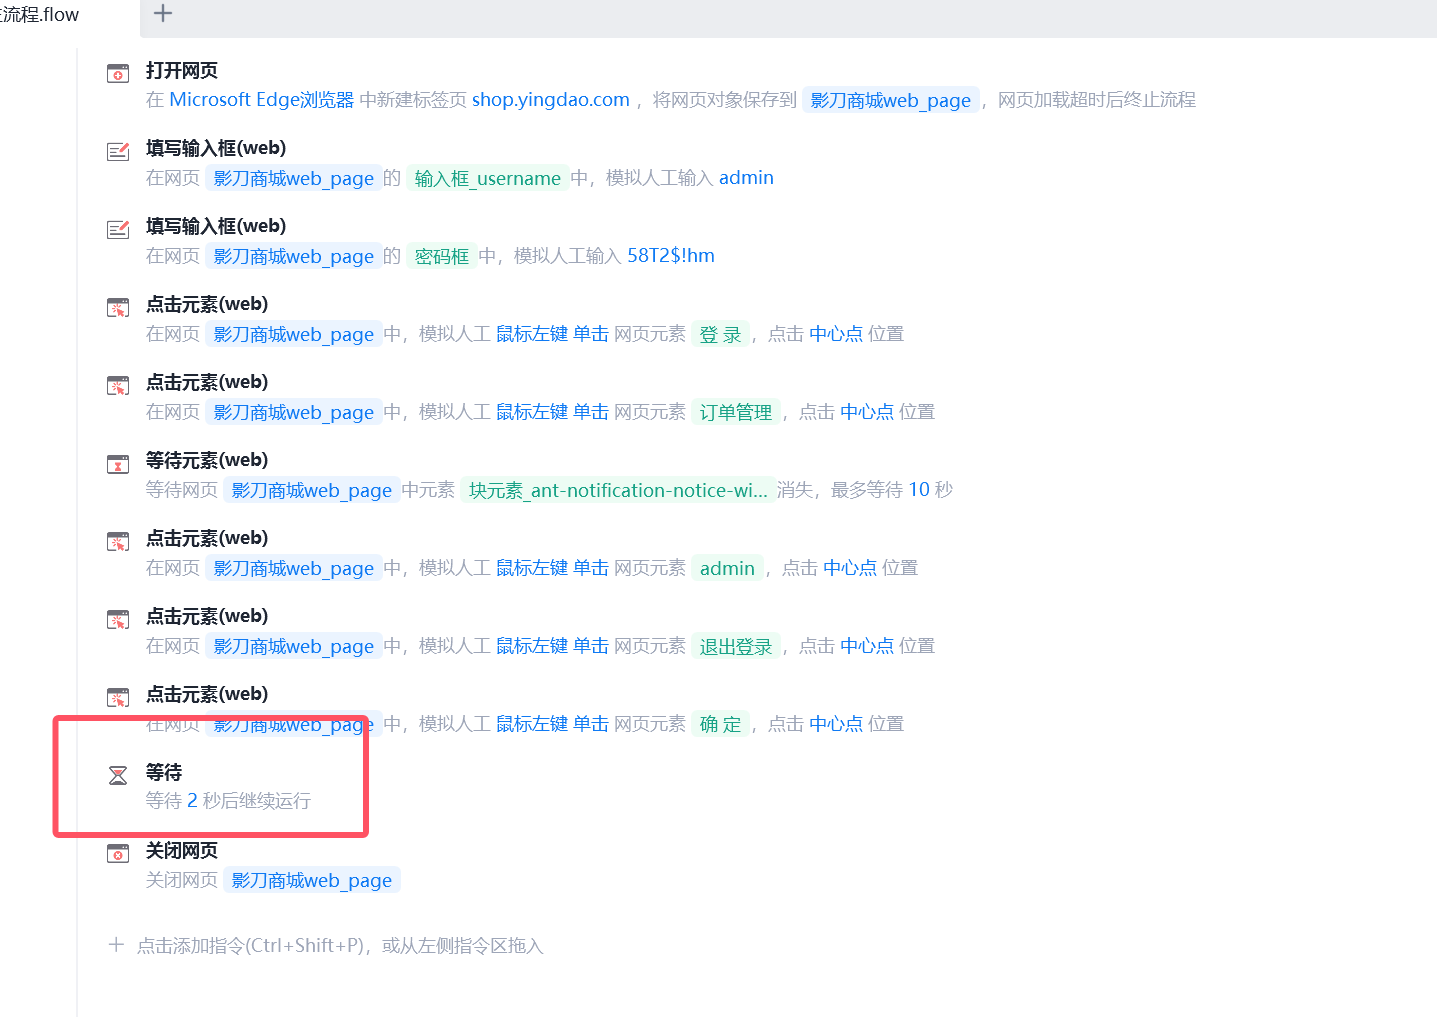 流程.flow
打开网页
在 Microsoft Edge浏览器 中新建标签页 shop.yingdao.com ，将网页对象保存到 影刀商城web_page ，网页加载超时后终止流程
填写输入框(web)
在网页 影刀商城web_page 的 输入框_username 中，模拟人工输入 admin
填写输入框(web)
在网页 影刀商城web_page 的 密码框 中，模拟人工输入 58T2$!hm
点击元素(web)
在网页 影刀商城web_page 中，模拟人工 鼠标左键 单击 网页元素 登 录 ，点击 中心点 位置
点击元素(web)
在网页 影刀商城web_page 中，模拟人工 鼠标左键 单击 网页元素 订单管理 ，点击 中心点 位置
等待元素(web)
等待网页 影刀商城web_page 中元素 块元素_ant-notification-notice-wi... 消失，最多等待 10 秒
点击元素(web)
在网页 影刀商城web_page 中，模拟人工 鼠标左键 单击 网页元素 admin ，点击 中心点 位置
点击元素(web)
在网页 影刀商城web_page 中，模拟人工 鼠标左键 单击 网页元素 退出登录 ，点击 中心点 位置
点击元素(web)
在网页 影刀商城web_page 中，模拟人工 鼠标左键 单击 网页元素 确 定 ，点击 中心点 位置
等待
等待 2 秒后继续运行
关闭网页
关闭网页 影刀商城web_page
点击添加指令(Ctrl+Shift+P)，或从左侧指令区拖入